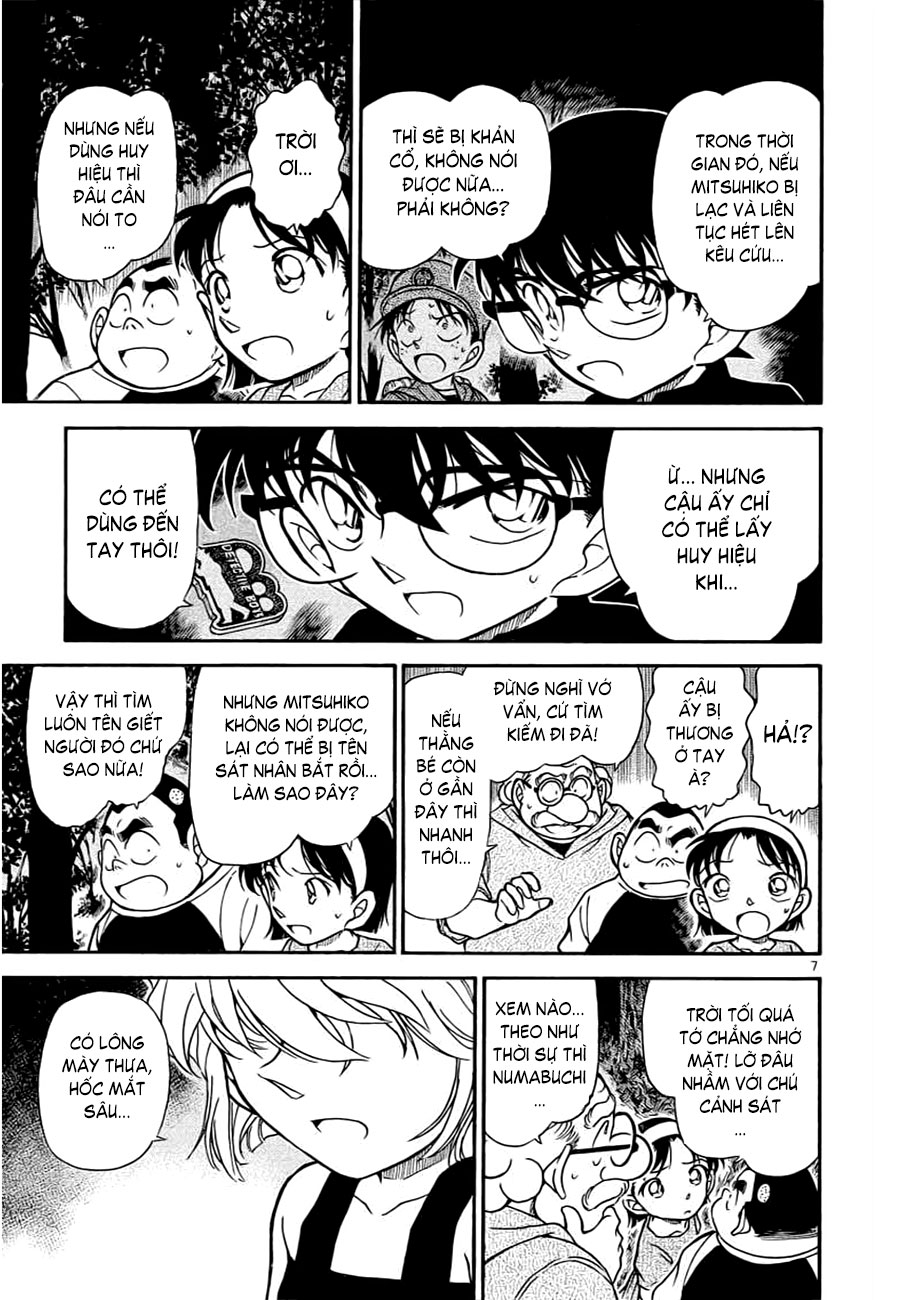 TRONG THỜI
GIAN ĐÓ, NẾU
MITSUHIKO BỊ
LẠC VÀ LIÊN
TỤC HÉT LÊN
KÊU CỨU...
THÌ SẼ BỊ KHẢN
CỔ, KHÔNG NÓI
ĐƯỢC NỮA...
PHẢI KHÔNG?
TRỜI
ƠI...
NHƯNG NẾU
DÙNG HUY
HIỆU THÌ
ĐÂU CẦN
NÓI TO
...
Ừ... NHƯNG
CẬU ẤY CHỈ
CÓ THỂ LẤY
HUY HIỆU
KHI...
CÓ THỂ
DÙNG ĐẾN
TAY THÔI!
DETECTIVE BOYS
HẢ!?
CẬU
ẤY BỊ
THƯƠNG
Ở TAY
À?
ĐỪNG NGHĨ VỚ
VẨN, CỨ TÌM
KIẾM ĐI ĐÃ!
NẾU
THẰNG
BÉ CÒN
Ở GẦN
ĐÂY THÌ
NHANH
THÔI...
NHƯNG MITSUHIKO
KHÔNG NÓI ĐƯỢC,
LẠI CÓ THỂ BỊ TÊN
SÁT NHÂN BẮT RỒI...
LÀM SAO ĐÂY?
VẬY THÌ TÌM
LUÔN TÊN GIẾT
NGƯỜI ĐÓ CHỨ
SAO NỮA!
7
TRỜI TỐI QUÁ
TỚ CHẲNG NHỚ
MẶT! LỠ ĐÂU
NHẦM VỚI CHÚ
CẢNH SÁT
...
XEM NÀO...
THEO NHƯ
THỜI SỰ THÌ
NUMABUCHI
...
CÓ LÔNG
MÀY THƯA,
HỐC MẮT
SÂU...